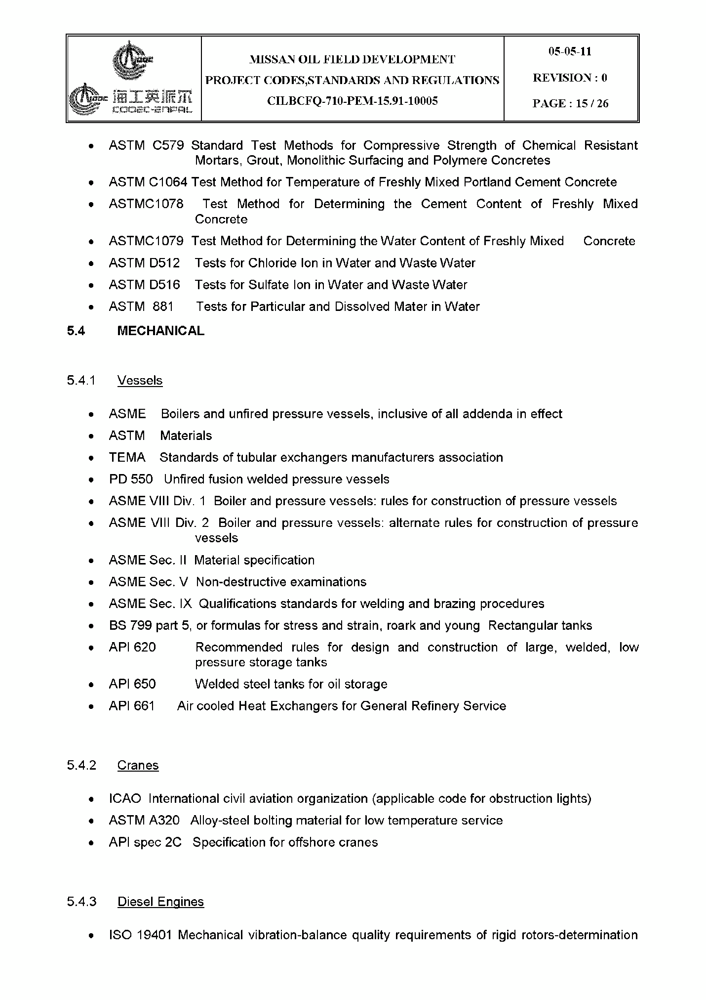 MISSAN OIL FIELD DEVELOPMENT
PROJECT CODES,STANDARDS AND REGULATIONS
CILBCFQ-710-PEM-15.91-10005
05-05-11
REVISION : 0
PAGE : 15 / 26
海工英派尔
COOEC-ENPAL
• ASTM C579 Standard Test Methods for Compressive Strength of Chemical Resistant
Mortars, Grout, Monolithic Surfacing and Polymere Concretes
• ASTM C1064 Test Method for Temperature of Freshly Mixed Portland Cement Concrete
• ASTMC1078 Test Method for Determining the Cement Content of Freshly Mixed
Concrete
• ASTMC1079 Test Method for Determining the Water Content of Freshly Mixed Concrete
• ASTM D512 Tests for Chloride Ion in Water and Waste Water
• ASTM D516 Tests for Sulfate Ion in Water and Waste Water
• ASTM 881 Tests for Particular and Dissolved Mater in Water
5.4 MECHANICAL
5.4.1 Vessels
• ASME Boilers and unfired pressure vessels, inclusive of all addenda in effect
• ASTM Materials
• TEMA Standards of tubular exchangers manufacturers association
• PD 550 Unfired fusion welded pressure vessels
• ASME VIII Div. 1 Boiler and pressure vessels: rules for construction of pressure vessels
• ASME VIII Div. 2 Boiler and pressure vessels: alternate rules for construction of pressure
vessels
• ASME Sec. II Material specification
• ASME Sec. V Non-destructive examinations
• ASME Sec. IX Qualifications standards for welding and brazing procedures
• BS 799 part 5, or formulas for stress and strain, roark and young Rectangular tanks
• API 620 Recommended rules for design and construction of large, welded, low
pressure storage tanks
• API 650 Welded steel tanks for oil storage
• API 661 Air cooled Heat Exchangers for General Refinery Service
5.4.2 Cranes
• ICAO International civil aviation organization (applicable code for obstruction lights)
• ASTM A320 Alloy-steel bolting material for low temperature service
• API spec 2C Specification for offshore cranes
5.4.3 Diesel Engines
• ISO 19401 Mechanical vibration-balance quality requirements of rigid rotors-determination